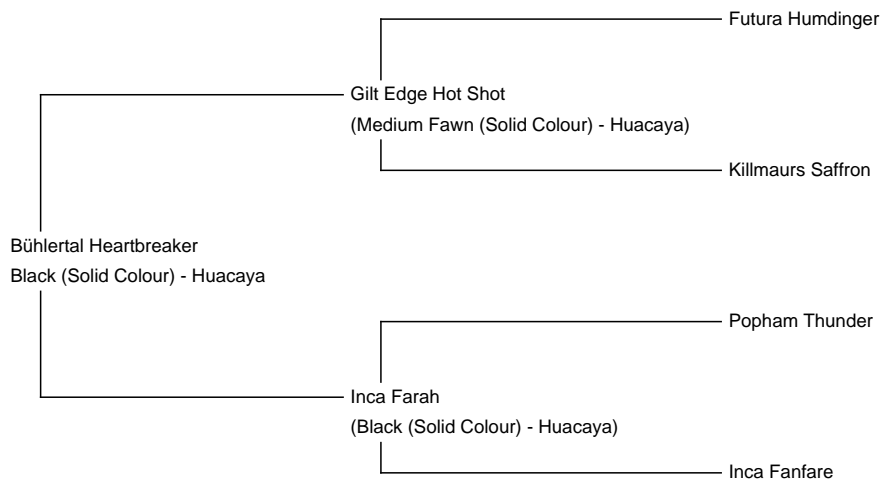 Futura Humdinger
Gilt Edge Hot Shot
(Medium Fawn (Solid Colour) - Huacaya)
Killmaurs Saffron
Bühlertal Heartbreaker
Black (Solid Colour) - Huacaya
Popham Thunder
Inca Farah
(Black (Solid Colour) - Huacaya)
Inca Fanfare